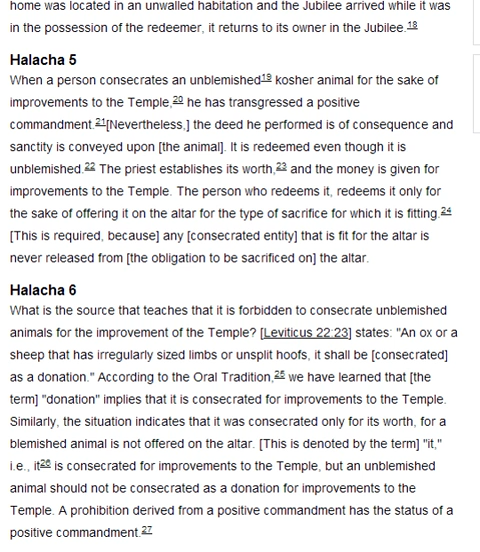 home was located in an unwalled habitation and the Jubilee arrived while it was
in the possession of the redeemer, it returns to its owner in the Jubilee.18
Halacha 5
When a person consecrates an unblemished19 kosher animal for the sake of
improvements to the Temple,20 he has transgressed a positive
commandment.21[Nevertheless,] the deed he performed is of consequence and
sanctity is conveyed upon [the animal]. It is redeemed even though it is
unblemished.22 The priest establishes its worth,23 and the money is given for
improvements to the Temple. The person who redeems it, redeems it only for
the sake of offering it on the altar for the type of sacrifice for which it is fitting.24
[This is required, because] any [consecrated entity] that is fit for the altar is
never released from [the obligation to be sacrificed on] the altar.
Halacha 6
What is the source that teaches that it is forbidden to consecrate unblemished
animals for the improvement of the Temple? [Leviticus 22:23] states: "An ox or a
sheep that has irregularly sized limbs or unsplit hoofs, it shall be [consecrated]
as a donation." According to the Oral Tradition,25 we have learned that [the
term] "donation" implies that it is consecrated for improvements to the Temple.
Similarly, the situation indicates that it was consecrated only for its worth, for a
blemished animal is not offered on the altar. [This is denoted by the term] "it,"
i.e., it26 is consecrated for improvements to the Temple, but an unblemished
animal should not be consecrated as a donation for improvements to the
Temple. A prohibition derived from a positive commandment has the status of a
positive commandment.27